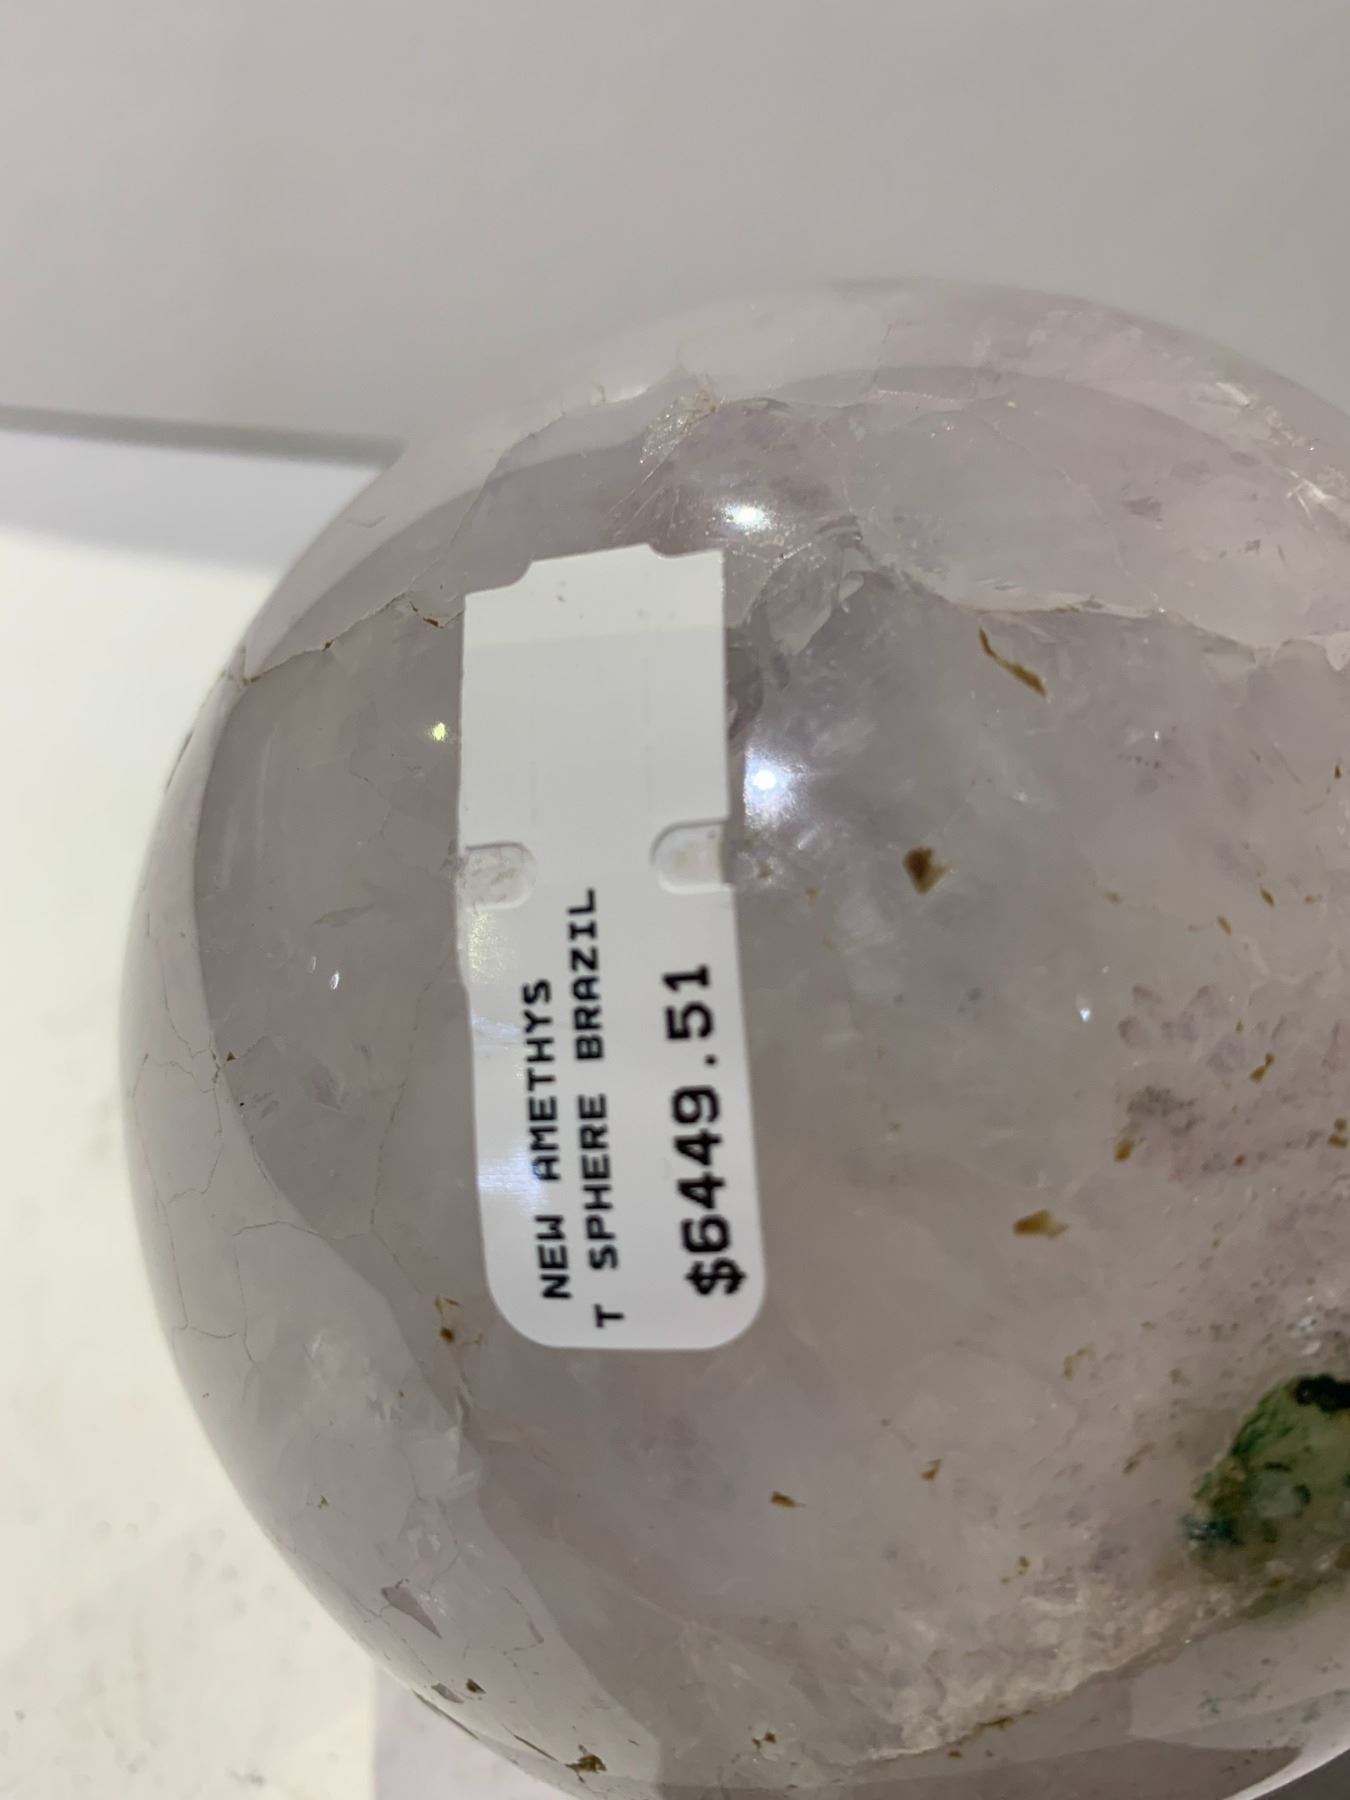 NEW AMETHYS
T SPHERE BRAZIL
$6449.51